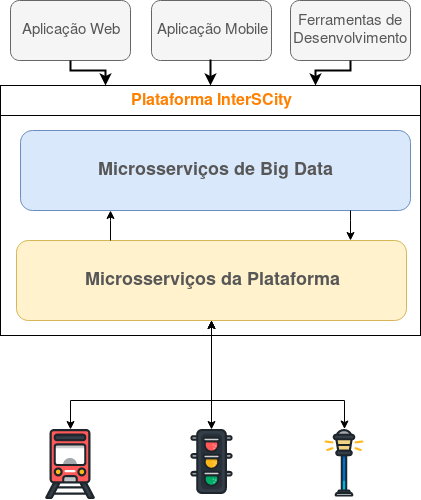 Aplicação Web
Aplicação Mobile
Ferramentas de
Desenvolvimento
Plataforma InterSCity
Microsserviços de Big Data
Microsserviços da Plataforma